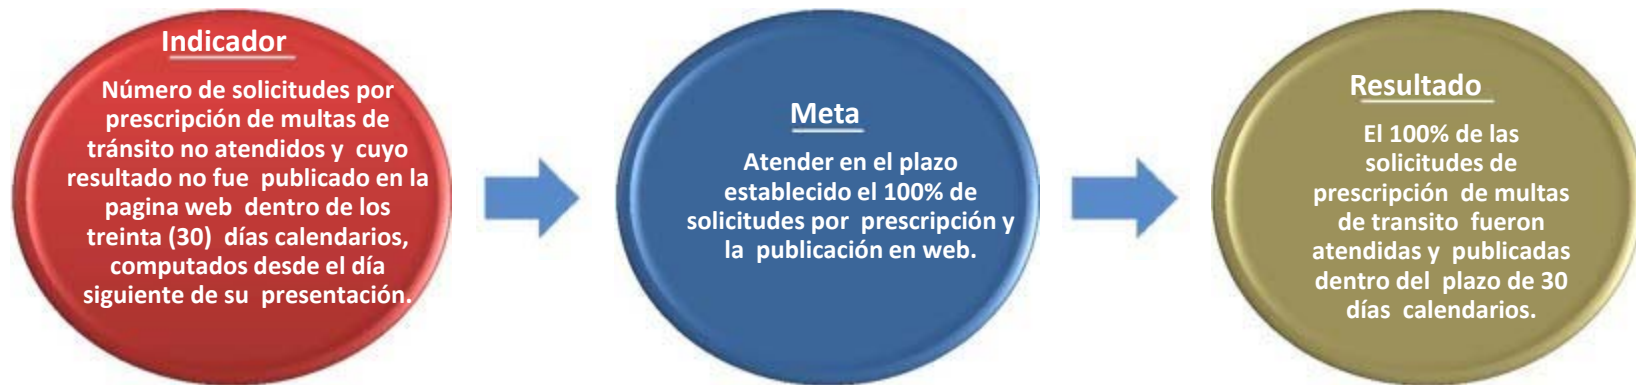 Indicador
Número de solicitudes por
prescripción de multas de
tránsito no atendidos y cuyo
resultado no fue publicado en la
pagina web dentro de los
treinta (30) días calendarios,
computados desde el día
siguiente de su presentación.
Meta
Atender en el plazo
establecido el 100% de
solicitudes por prescripción y
la publicación en web.
Resultado
El 100% de las
solicitudes de
prescripción de multas
de transito fueron
atendidas y publicadas
dentro del plazo de 30
días calendarios.